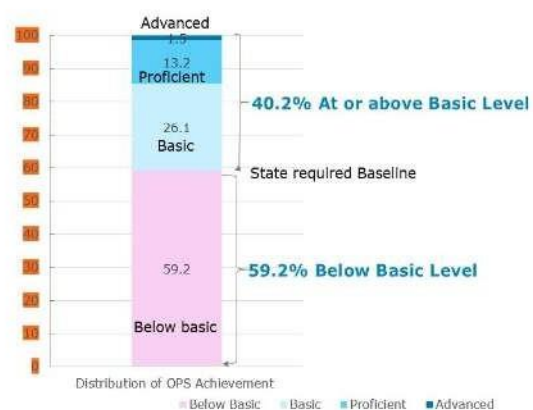 Advanced
100
1.5
90
13.2
Proficient
80
40.2% At or above Basic Level
70
26.1
Basic
60
State required Baseline
50
40
30
59.2
59.2% Below Basic Level
20
10
Below basic
0
Distribution of OPS Achievement
Below Basic Basic Proficient Advanced